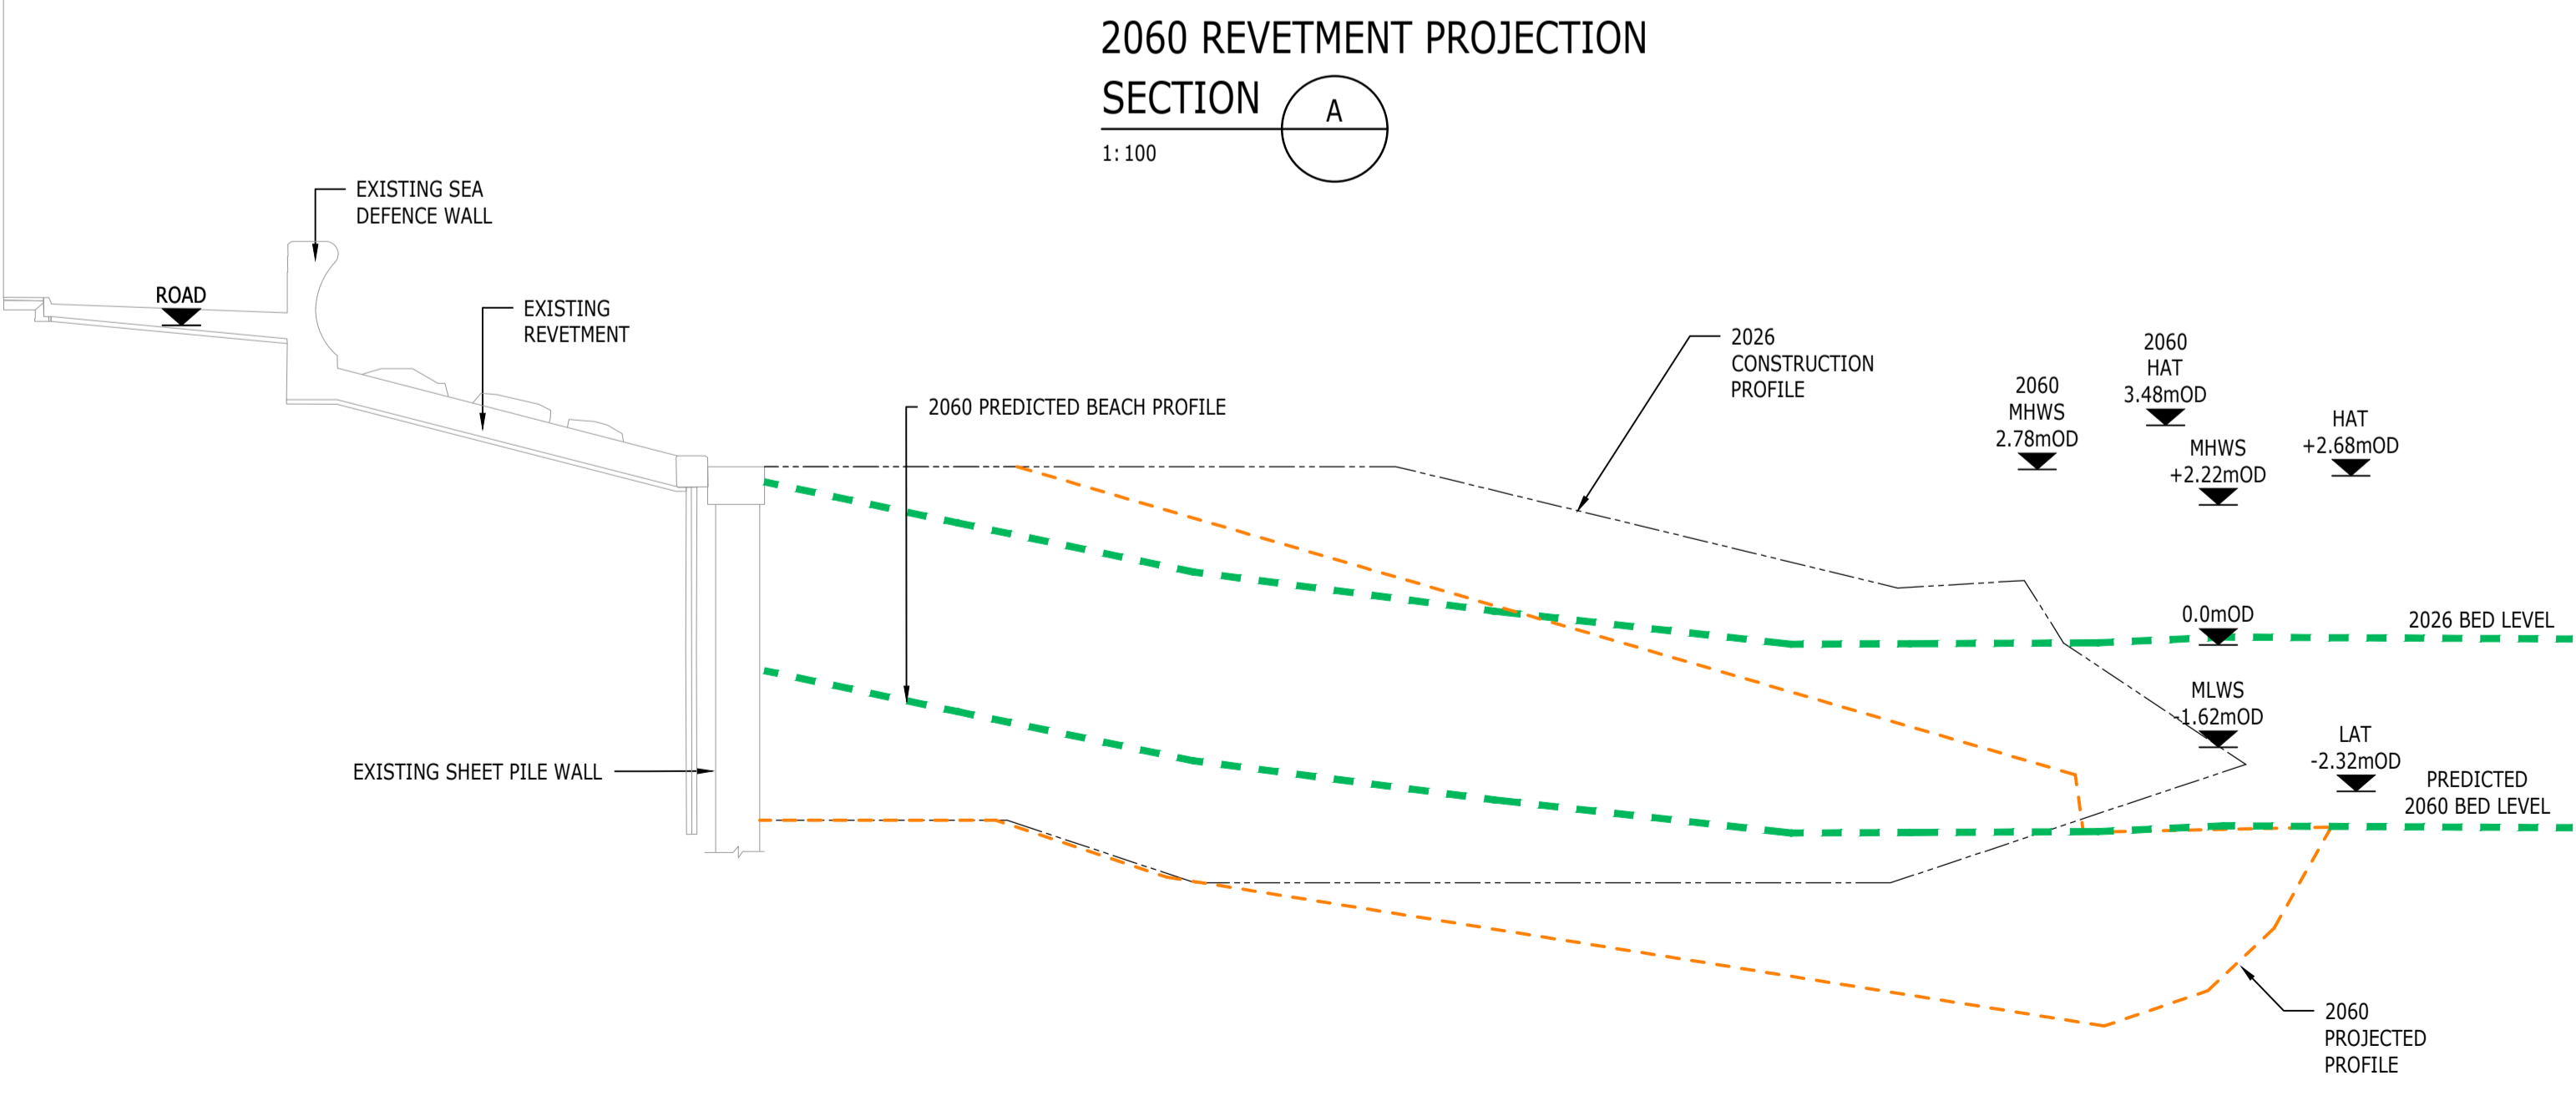 2060 REVETMENT PROJECTION
SECTION
A
1:100
EXISTING SEA
DEFENCE WALL
ROAD
EXISTING
REVETMENT
2060 PREDICTED BEACH PROFILE
2026
CONSTRUCTION
PROFILE
2060
MHWS
2.78mOD
2060
HAT
3.48mOD
MHWS
+2.22mOD
HAT
+2.68mOD
0.0mOD
2026 BED LEVEL
MLWS
-1.62mOD
LAT
-2.32mOD
PREDICTED
2060 BED LEVEL
EXISTING SHEET PILE WALL
2060
PROJECTED
PROFILE